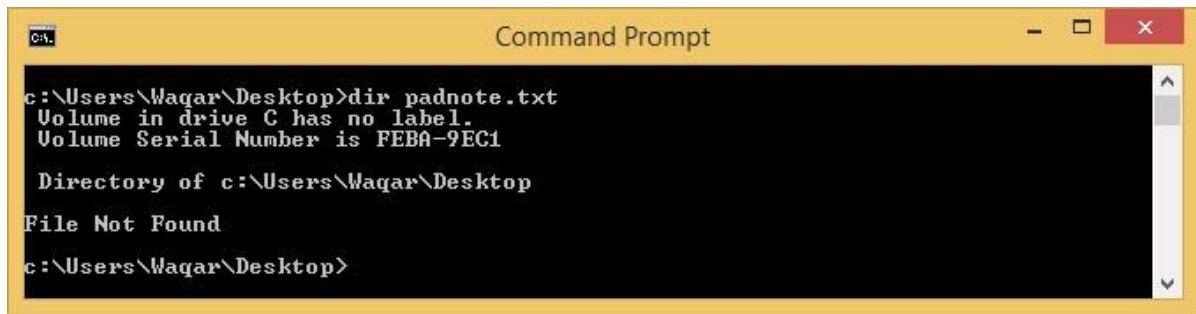 Command Prompt
c:\Users\Waqar\Desktop>dir padnote.txt
 Volume in drive C has no label.
 Volume Serial Number is FEBA-9EC1
 Directory of c:\Users\Waqar\Desktop
File Not Found
c:\Users\Waqar\Desktop>